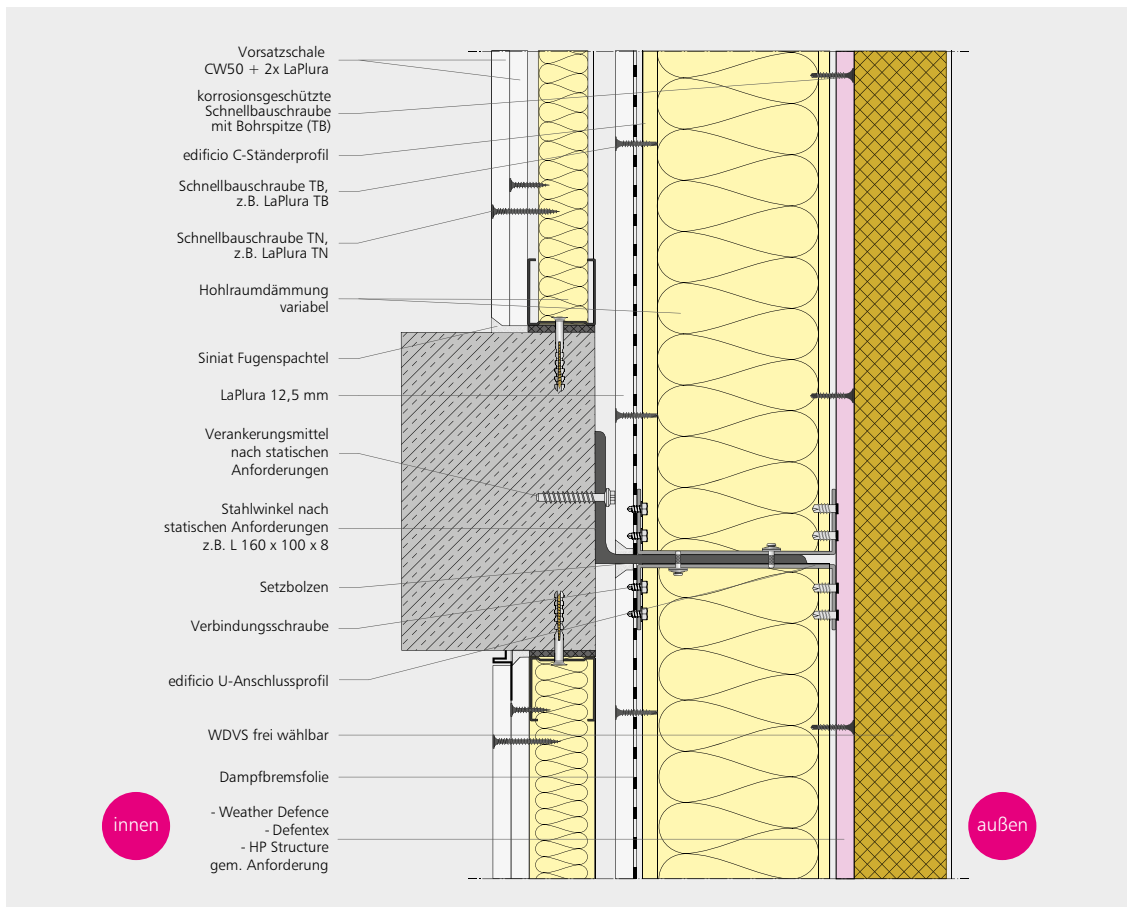 Vorsatzschale
CW50 + 2x LaPlura
korrosionsgeschützte
Schnellbauschraube
mit Bohrspitze (TB)
edificio C-Ständerprofil
Schnellbauschraube TB,
z.B. LaPlura TB
Schnellbauschraube TN,
z.B. LaPlura TN
Hohlraumdämmung
variabel
Siniat Fugenspachtel
LaPlura 12,5 mm
Verankerungsmittel
nach statischen
Anforderungen
Stahlwinkel nach
statischen Anforderungen
z.B. L 160 x 100 x 8
Setzbolzen
Verbindungsschraube
edificio U-Anschlussprofil
WDVS frei wählbar
Dampfbremsfolie
- Weather Defence
- Defentex
- HP Structure
gem. Anforderung
innen
außen